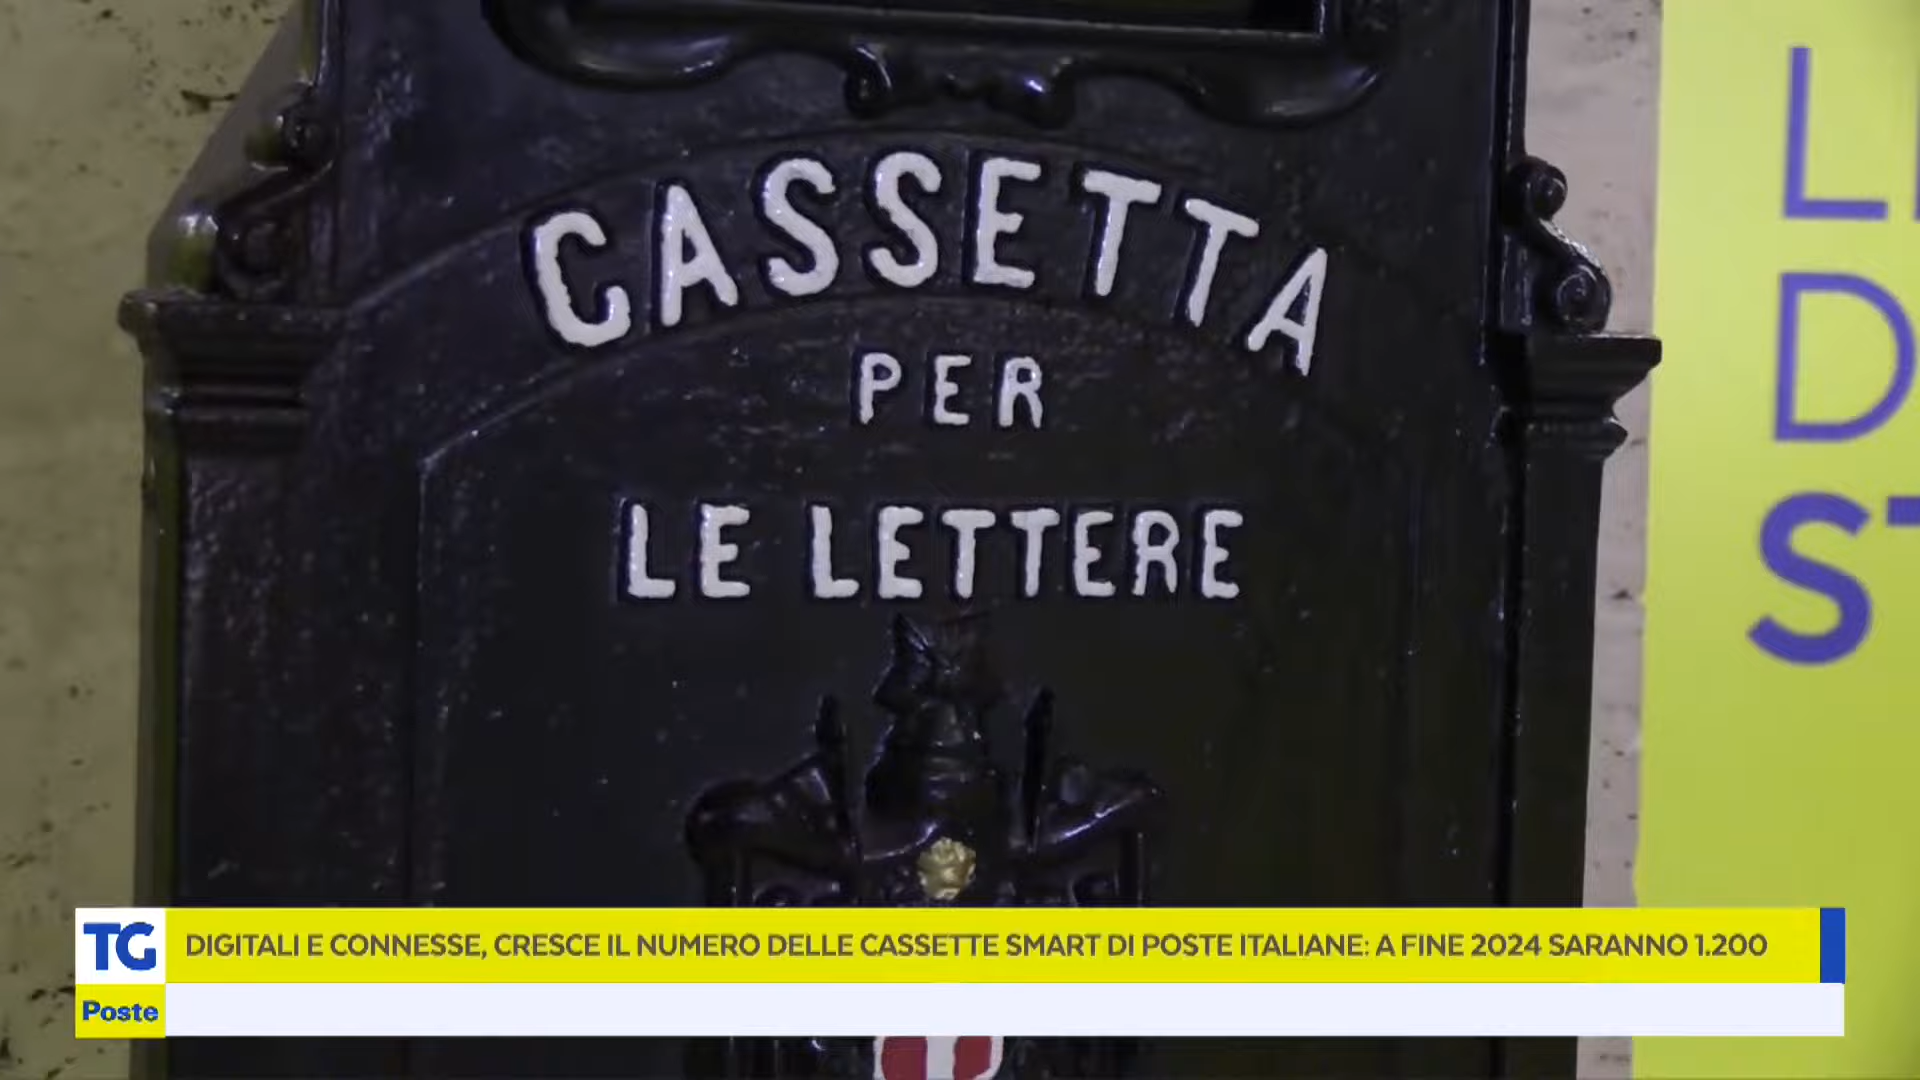 CASSETTA
PER
LE LETTERE
L
D
S
TG
DIGITALI E CONNESSE, CRESCE IL NUMERO DELLE CASSETTE SMART DI POSTE ITALIANE: A FINE 2024 SARANNO 1.200
Poste